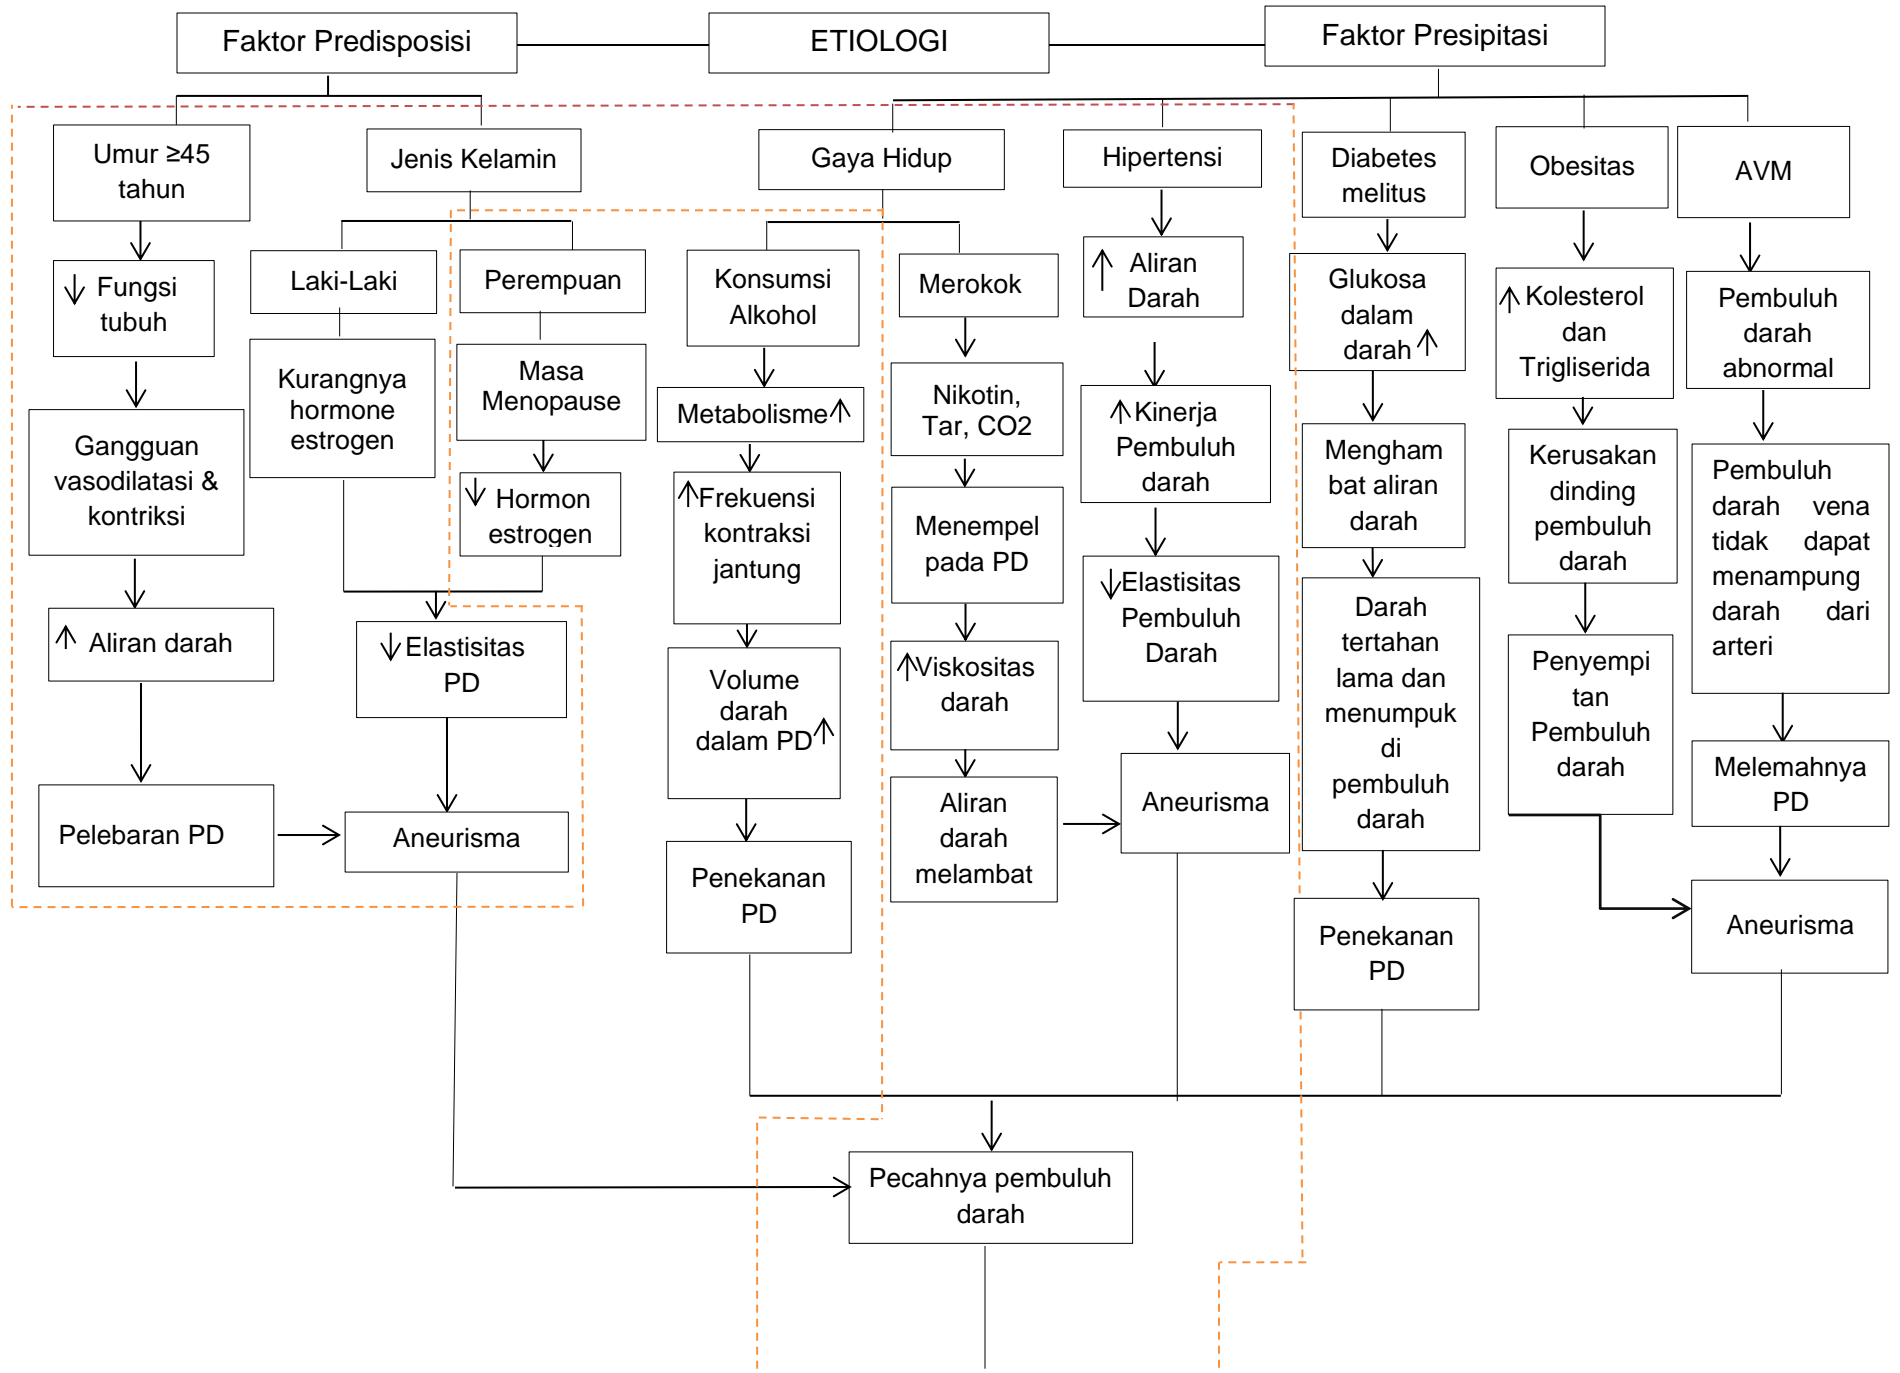 Faktor Predisposisi
ETIOLOGI
Faktor Presipitasi
Umur ≥45
tahun
Jenis Kelamin
Gaya Hidup
Hipertensi
Diabetes
melitus
Obesitas
AVM
↓ Fungsi
tubuh
Laki-Laki
Perempuan
Konsumsi
Alkohol
Merokok
↑ Aliran
Darah
Glukosa
dalam
darah ↑
↑ Kolesterol
dan
Trigliserida
Pembuluh
darah
abnormal
Kurangnya
hormone
estrogen
Masa
Menopause
Metabolisme ↑
Nikotin,
Tar, CO2
↑ Kinerja
Pembuluh
darah
Gangguan
vasodilatasi &
kontriksi
↓ Hormon
estrogen
↑ Frekuensi
kontraksi
jantung
Menempel
pada PD
↓ Elastisitas
Pembuluh
Darah
Mengham
bat aliran
darah
Kerusakan
dinding
pembuluh
darah
Pembuluh
darah vena
tidak dapat
menampung
darah dari
arteri
↑ Aliran darah
↓ Elastisitas
PD
Volume
darah
dalam PD ↑
↑ Viskositas
darah
Darah
tertahan
lama dan
menumpuk
di
pembuluh
darah
Penyempi
tan
Pembuluh
darah
Melemahnya
PD
Pelebaran PD
Aneurisma
Penekanan
PD
Aliran
darah
melambat
Aneurisma
Penekanan
PD
Aneurisma
Pecahnya pembuluh
darah